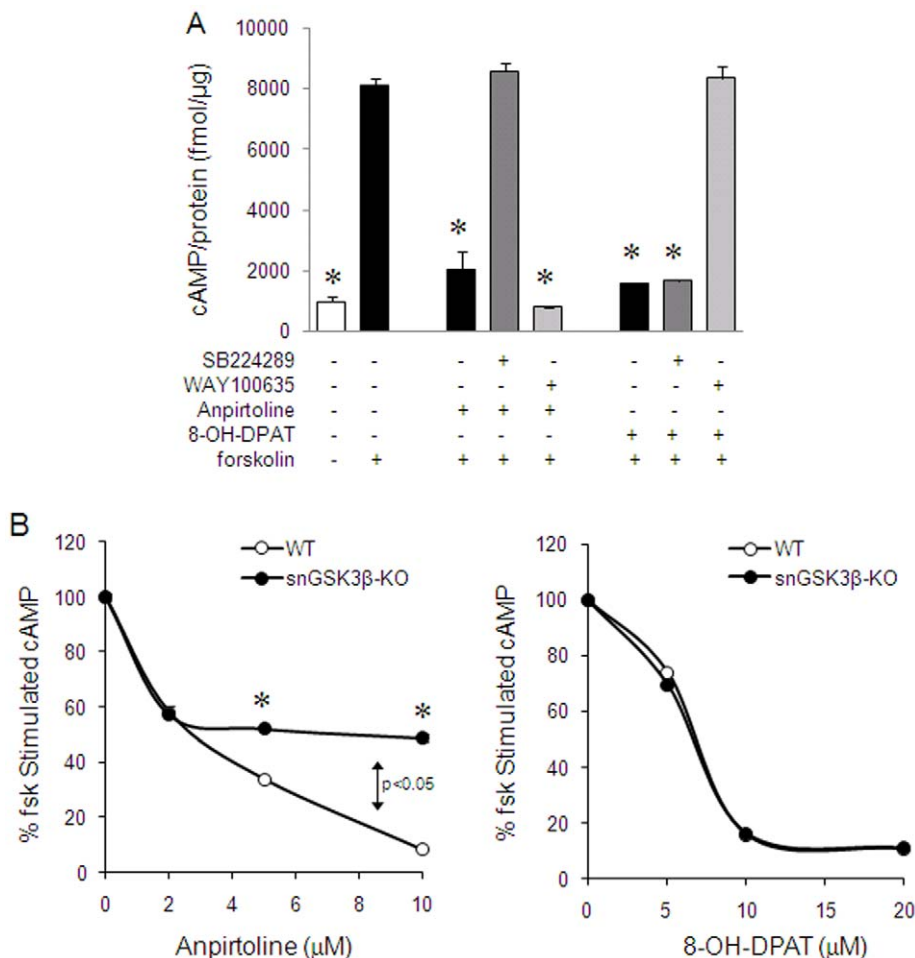 A
cAMP/protein (fmol/µg)
10000
8000
6000
4000
2000
0
* * * * *
SB224289 - - - + - - + -
WAY100635 - - - - + - - +
Anpirtoline - - + + + - - -
8-OH-DPAT - - - - - + + +
forskolin - + + + + + + +
B
% fsk Stimulated cAMP
120
100
80
60
40
20
0
WT
snGSK3β-KO
* *
p<0.05
0 2 4 6 8 10
Anpirtoline (µM)
% fsk Stimulated cAMP
120
100
80
60
40
20
0
WT
snGSK3β-KO
0 5 10 15 20
8-OH-DPAT (µM)